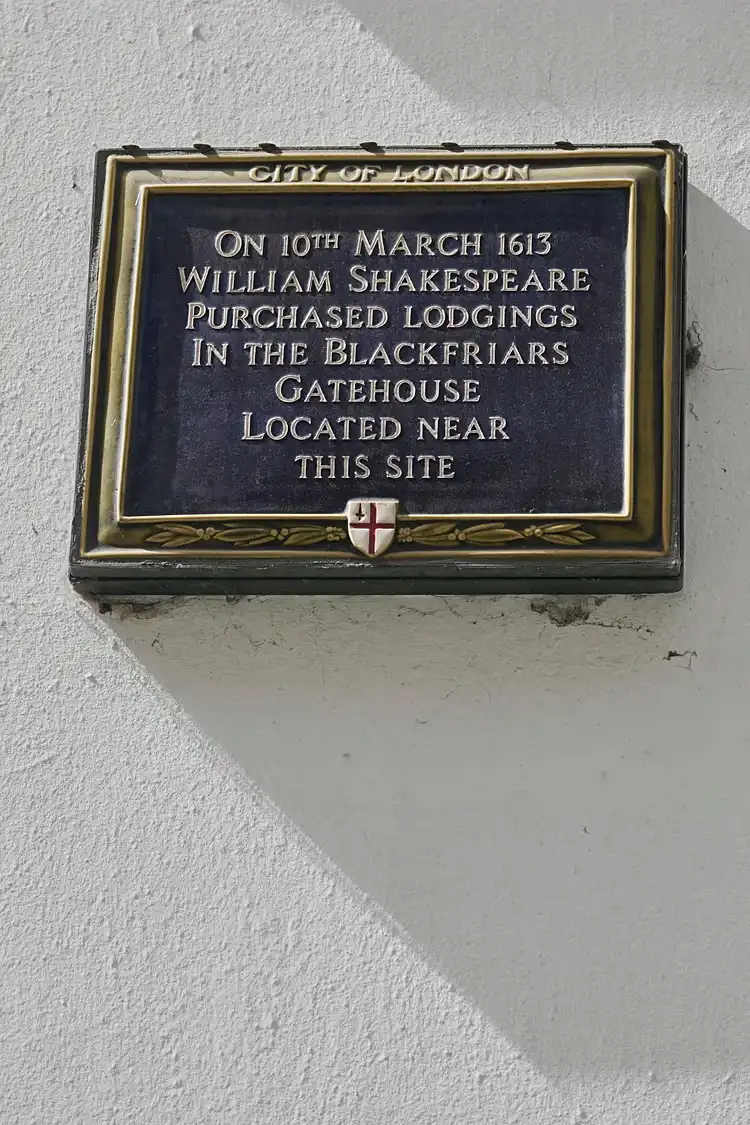 CITY OF LONDON
ON 10TH MARCH 1613
WILLIAM SHAKESPEARE
PURCHASED LODGINGS
IN THE BLACKFRIARS
GATEHOUSE
LOCATED NEAR
THIS SITE